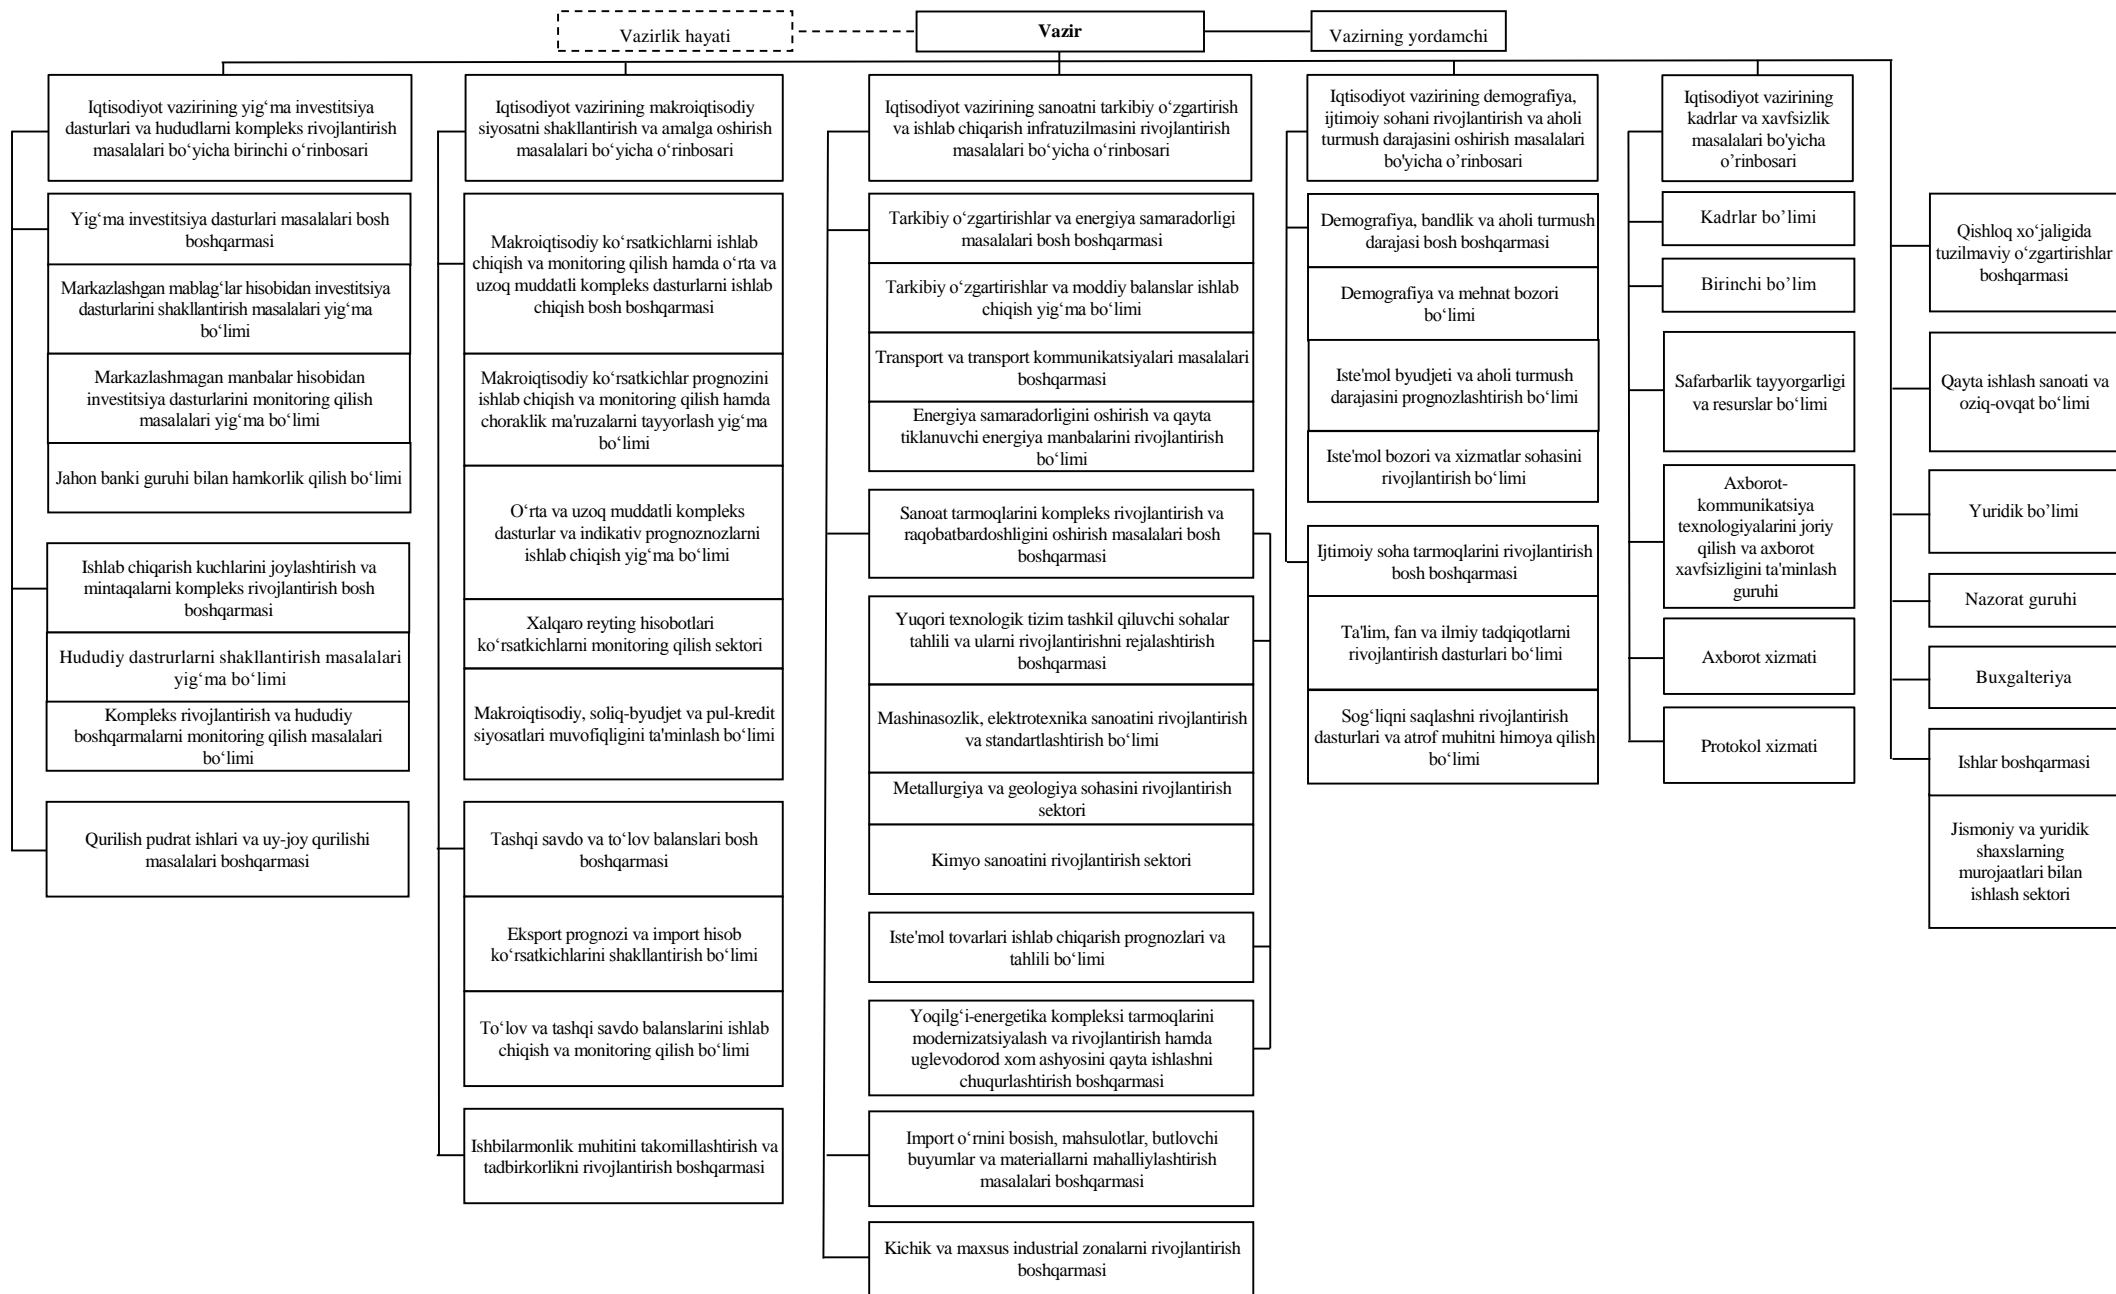 Vazirlik hayati
Vazir
Vazirning yordamchi
Iqtisodiyot vazirining yig‘ma investitsiya
dasturlari va hududlarni kompleks rivojlantirish
masalalari bo‘yicha birinchi o‘rinbosari
Yig‘ma investitsiya dasturlari masalalari bosh
boshqarmasi
Markazlashgan mablag‘lar hisobidan investitsiya
dasturlarini shakllantirish masalalari yig‘ma
bo‘limi
Markazlashmagan manbalar hisobidan
investitsiya dasturlarini monitoring qilish
masalalari yig‘ma bo‘limi
Jahon banki guruhi bilan hamkorlik qilish bo‘limi
Ishlab chiqarish kuchlarini joylashtirish va
mintaqalarni kompleks rivojlantirish bosh
boshqarmasi
Hududiy dastrurlarni shakllantirish masalalari
yig‘ma bo‘limi
Kompleks rivojlantirish va hududiy
boshqarmalarni monitoring qilish masalalari
bo‘limi
Qurilish pudrat ishlari va uy-joy qurilishi
masalalari boshqarmasi
Iqtisodiyot vazirining makroiqtisodiy
siyosatni shakllantirish va amalga oshirish
masalalari bo‘yicha o‘rinbosari
Makroiqtisodiy ko‘rsatkichlarni ishlab
chiqish va monitoring qilish hamda o‘rta va
uzoq muddatli kompleks dasturlarni ishlab
chiqish bosh boshqarmasi
Makroiqtisodiy ko‘rsatkichlar prognozini
ishlab chiqish va monitoring qilish hamda
choraklik ma'ruzalarni tayyorlash yig‘ma
bo‘limi
O‘rta va uzoq muddatli kompleks
dasturlar va indikativ prognoznozlarni
ishlab chiqish yig‘ma bo‘limi
Xalqaro reyting hisobotlari
ko‘rsatkichlarni monitoring qilish sektori
Makroiqtisodiy, soliq-byudjet va pul-kredit
siyosatlari muvofiqligini ta'minlash bo‘limi
Tashqi savdo va to‘lov balanslari bosh
boshqarmasi
Eksport prognozi va import hisob
ko‘rsatkichlarini shakllantirish bo‘limi
To‘lov va tashqi savdo balanslarini ishlab
chiqish va monitoring qilish bo‘limi
Ishbilarmonlik muhitini takomillashtirish va
tadbirkorlikni rivojlantirish boshqarmasi
Iqtisodiyot vazirining sanoatni tarkibiy o‘zgartirish
va ishlab chiqarish infratuzilmasini rivojlantirish
masalalari bo‘yicha o‘rinbosari
Tarkibiy o‘zgartirishlar va energiya samaradorligi
masalalari bosh boshqarmasi
Tarkibiy o‘zgartirishlar va moddiy balanslar ishlab
chiqish yig‘ma bo‘limi
Transport va transport kommunikatsiyalari masalalari
boshqarmasi
Energiya samaradorligini oshirish va qayta
tiklanuvchi energiya manbalarini rivojlantirish
bo‘limi
Sanoat tarmoqlarini kompleks rivojlantirish va
raqobatbardoshligini oshirish masalalari bosh
boshqarmasi
Yuqori texnologik tizim tashkil qiluvchi sohalar
tahlili va ularni rivojlantirishni rejalashtirish
boshqarmasi
Mashinasozlik, elektrotexnika sanoatini rivojlantirish
va standartlashtirish bo‘limi
Metallurgiya va geologiya sohasini rivojlantirish
sektori
Kimyo sanoatini rivojlantirish sektori
Iste'mol tovarlari ishlab chiqarish prognozlari va
tahlili bo‘limi
Yoqilg‘i-energetika kompleksi tarmoqlarini
modernizatsiyalash va rivojlantirish hamda
uglevodorod xom ashyosini qayta ishlashni
chuqurlashtirish boshqarmasi
Import o‘rnini bosish, mahsulotlar, butlovchi
buyumlar va materiallarni mahalliylashtirish
masalalari boshqarmasi
Kichik va maxsus industrial zonalarni rivojlantirish
boshqarmasi
Iqtisodiyot vazirining demografiya,
ijtimoiy sohani rivojlantirish va aholi
turmush darajasini oshirish masalalari
bo'yicha o’rinbosari
Demografiya, bandlik va aholi turmush
darajasi bosh boshqarmasi
Demografiya va mehnat bozori
bo‘limi
Iste'mol byudjeti va aholi turmush
darajasini prognozlashtirish bo‘limi
Iste'mol bozori va xizmatlar sohasini
rivojlantirish bo‘limi
Ijtimoiy soha tarmoqlarini rivojlantirish
bosh boshqarmasi
Ta'lim, fan va ilmiy tadqiqotlarni
rivojlantirish dasturlari bo‘limi
Sog‘liqni saqlashni rivojlantirish
dasturlari va atrof muhitni himoya qilish
bo‘limi
Iqtisodiyot vazirining
kadrlar va xavfsizlik
masalalari bo'yicha
o’rinbosari
Kadrlar bo’limi
Birinchi bo’lim
Safarbarlik tayyorgarligi
va resurslar bo’limi
Axborot-
kommunikatsiya
texnologiyalarini joriy
qilish va axborot
xavfsizligini ta'minlash
guruhi
Axborot xizmati
Protokol xizmati
Qishloq xo‘jaligida
tuzilmaviy o‘zgartirishlar
boshqarmasi
Qayta ishlash sanoati va
oziq-ovqat bo‘limi
Yuridik bo’limi
Nazorat guruhi
Buxgalteriya
Ishlar boshqarmasi
Jismoniy va yuridik
shaxslarning
murojaatlari bilan
ishlash sektori